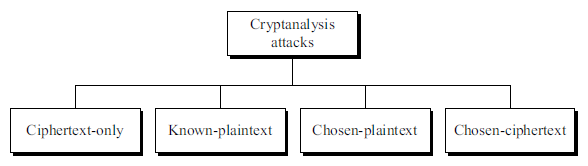 Cryptanalysis
attacks
Ciphertext-only
Known-plaintext
Chosen-plaintext
Chosen-ciphertext